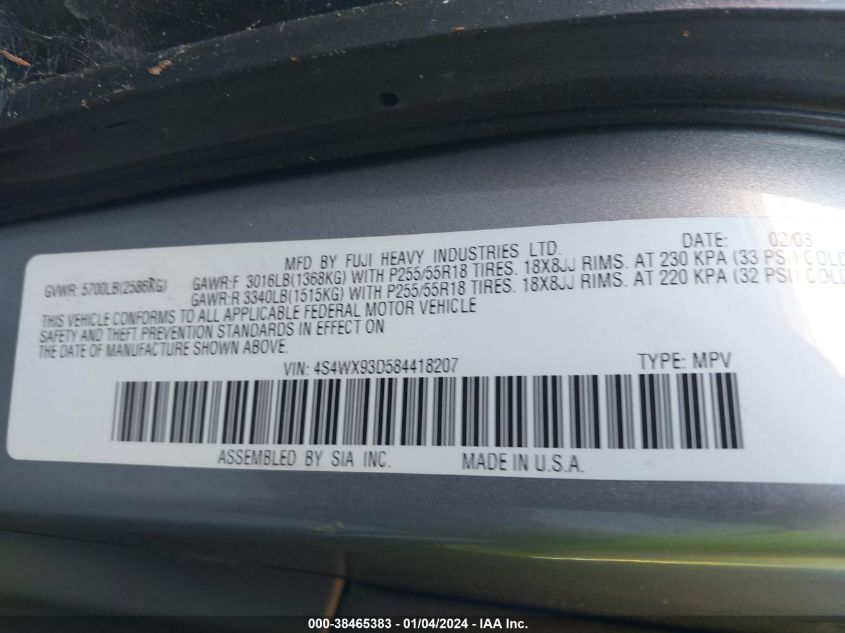 MFD BY FUJI HEAVY INDUSTRIES LTD. DATE: 02/08
GVWR: 5700LB(2586KG) GAWR:F 3016LB(1368KG) WITH P255/55R18 TIRES. 18X8JJ RIMS. AT 230 KPA (33 PSI) COLD
GAWR:R 3340LB(1515KG) WITH P255/55R18 TIRES. 18X8JJ RIMS. AT 220 KPA (32 PSI) COLD
THIS VEHICLE CONFORMS TO ALL APPLICABLE FEDERAL MOTOR VEHICLE
SAFETY AND THEFT PREVENTION STANDARDS IN EFFECT ON
THE DATE OF MANUFACTURE SHOWN ABOVE.
VIN: 4S4WX93D584418207 TYPE: MPV
ASSEMBLED BY SIA INC. MADE IN U.S.A.
000-38465383 - 01/04/2024 - IAA Inc.